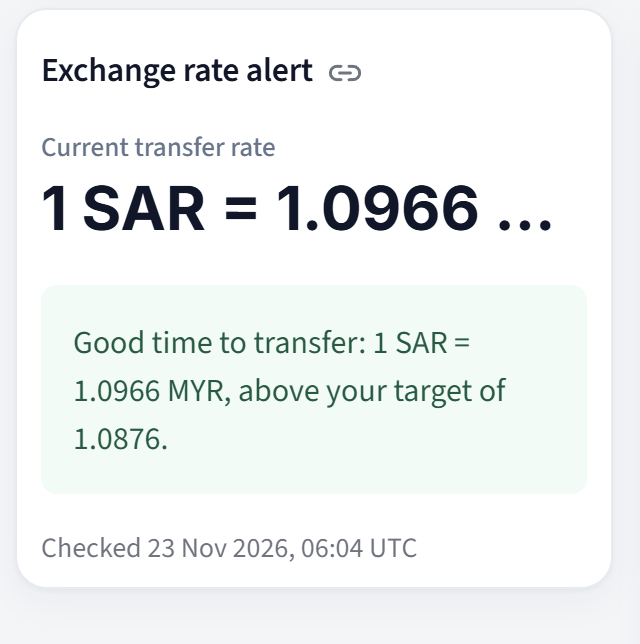 Exchange rate alert
Current transfer rate
1 SAR = 1.0966 ...
Good time to transfer: 1 SAR =
1.0966 MYR, above your target of
1.0876.
Checked 23 Nov 2026, 06:04 UTC